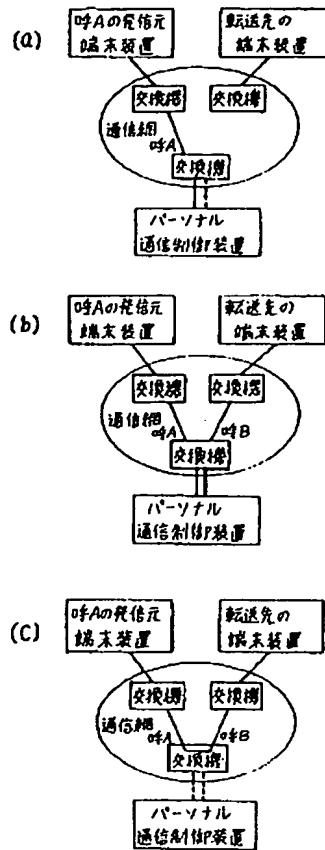 (a)
呼Aの発信元
端末装置
転送先の
端末装置
交換機
交換機
通信網
呼A
交換機
パーソナル
通信制御装置
(b)
呼Aの発信元
端末装置
転送先の
端末装置
交換機
交換機
通信網
呼A
呼B
交換機
パーソナル
通信制御装置
(C)
呼Aの発信元
端末装置
転送先の
端末装置
交換機
交換機
通信網
呼A
呼B
交換機
パーソナル
通信制御装置